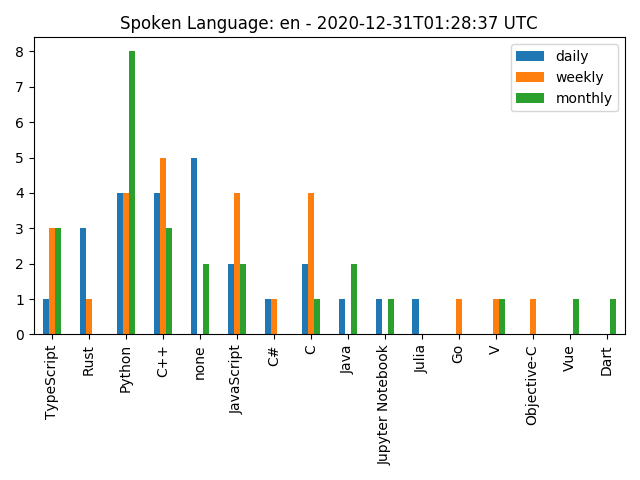 Spoken Language: en - 2020-12-31T01:28:37 UTC
daily
weekly
monthly
8
7
6
5
4
3
2
1
0
TypeScript
Rust
Python
C++
none
JavaScript
C#
C
Java
Jupyter Notebook
Julia
Go
V
Objective-C
Vue
Dart